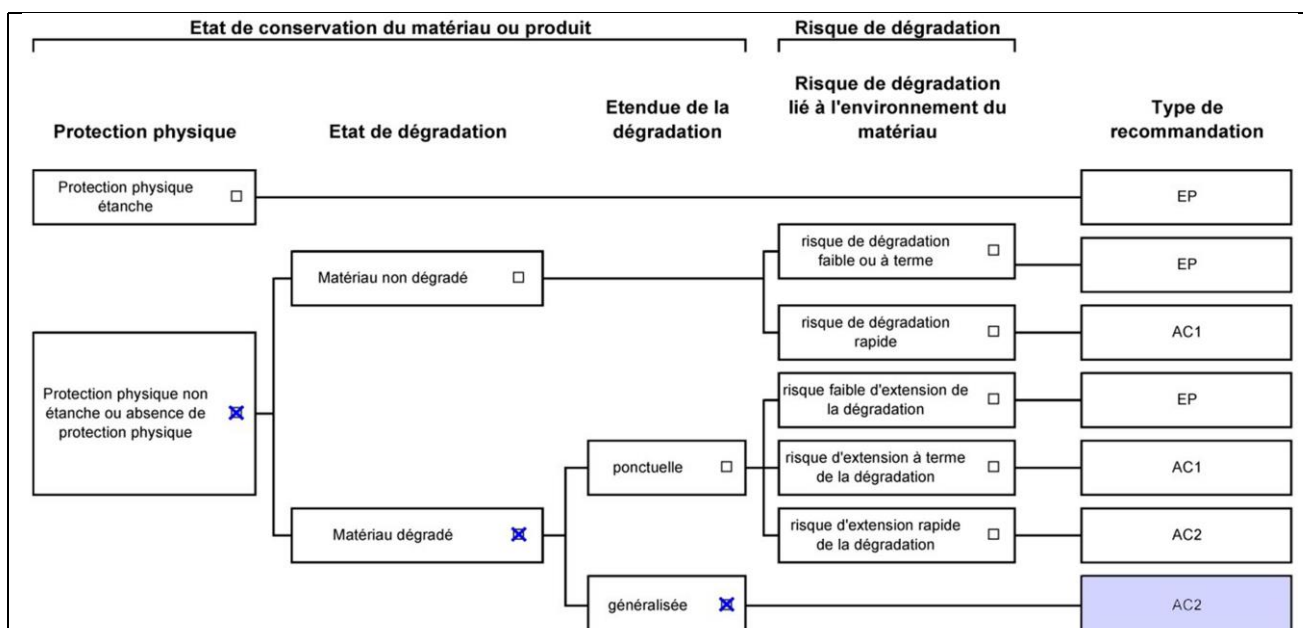 Etat de conservation du matériau ou produit
Risque de dégradation
Protection physique
Etat de dégradation
Etendue de la
dégradation
Risque de dégradation
lié à l'environnement du
matériau
Type de
recommandation
Protection physique
étanche
EP
Matériau non dégradé
risque de dégradation
faible ou à terme
EP
risque de dégradation
rapide
AC1
Protection physique non
étanche ou absence de
protection physique
risque faible d'extension de
la dégradation
EP
ponctuelle
risque d'extension à terme
de la dégradation
AC1
Matériau dégradé
risque d'extension rapide
de la dégradation
AC2
généralisée
AC2